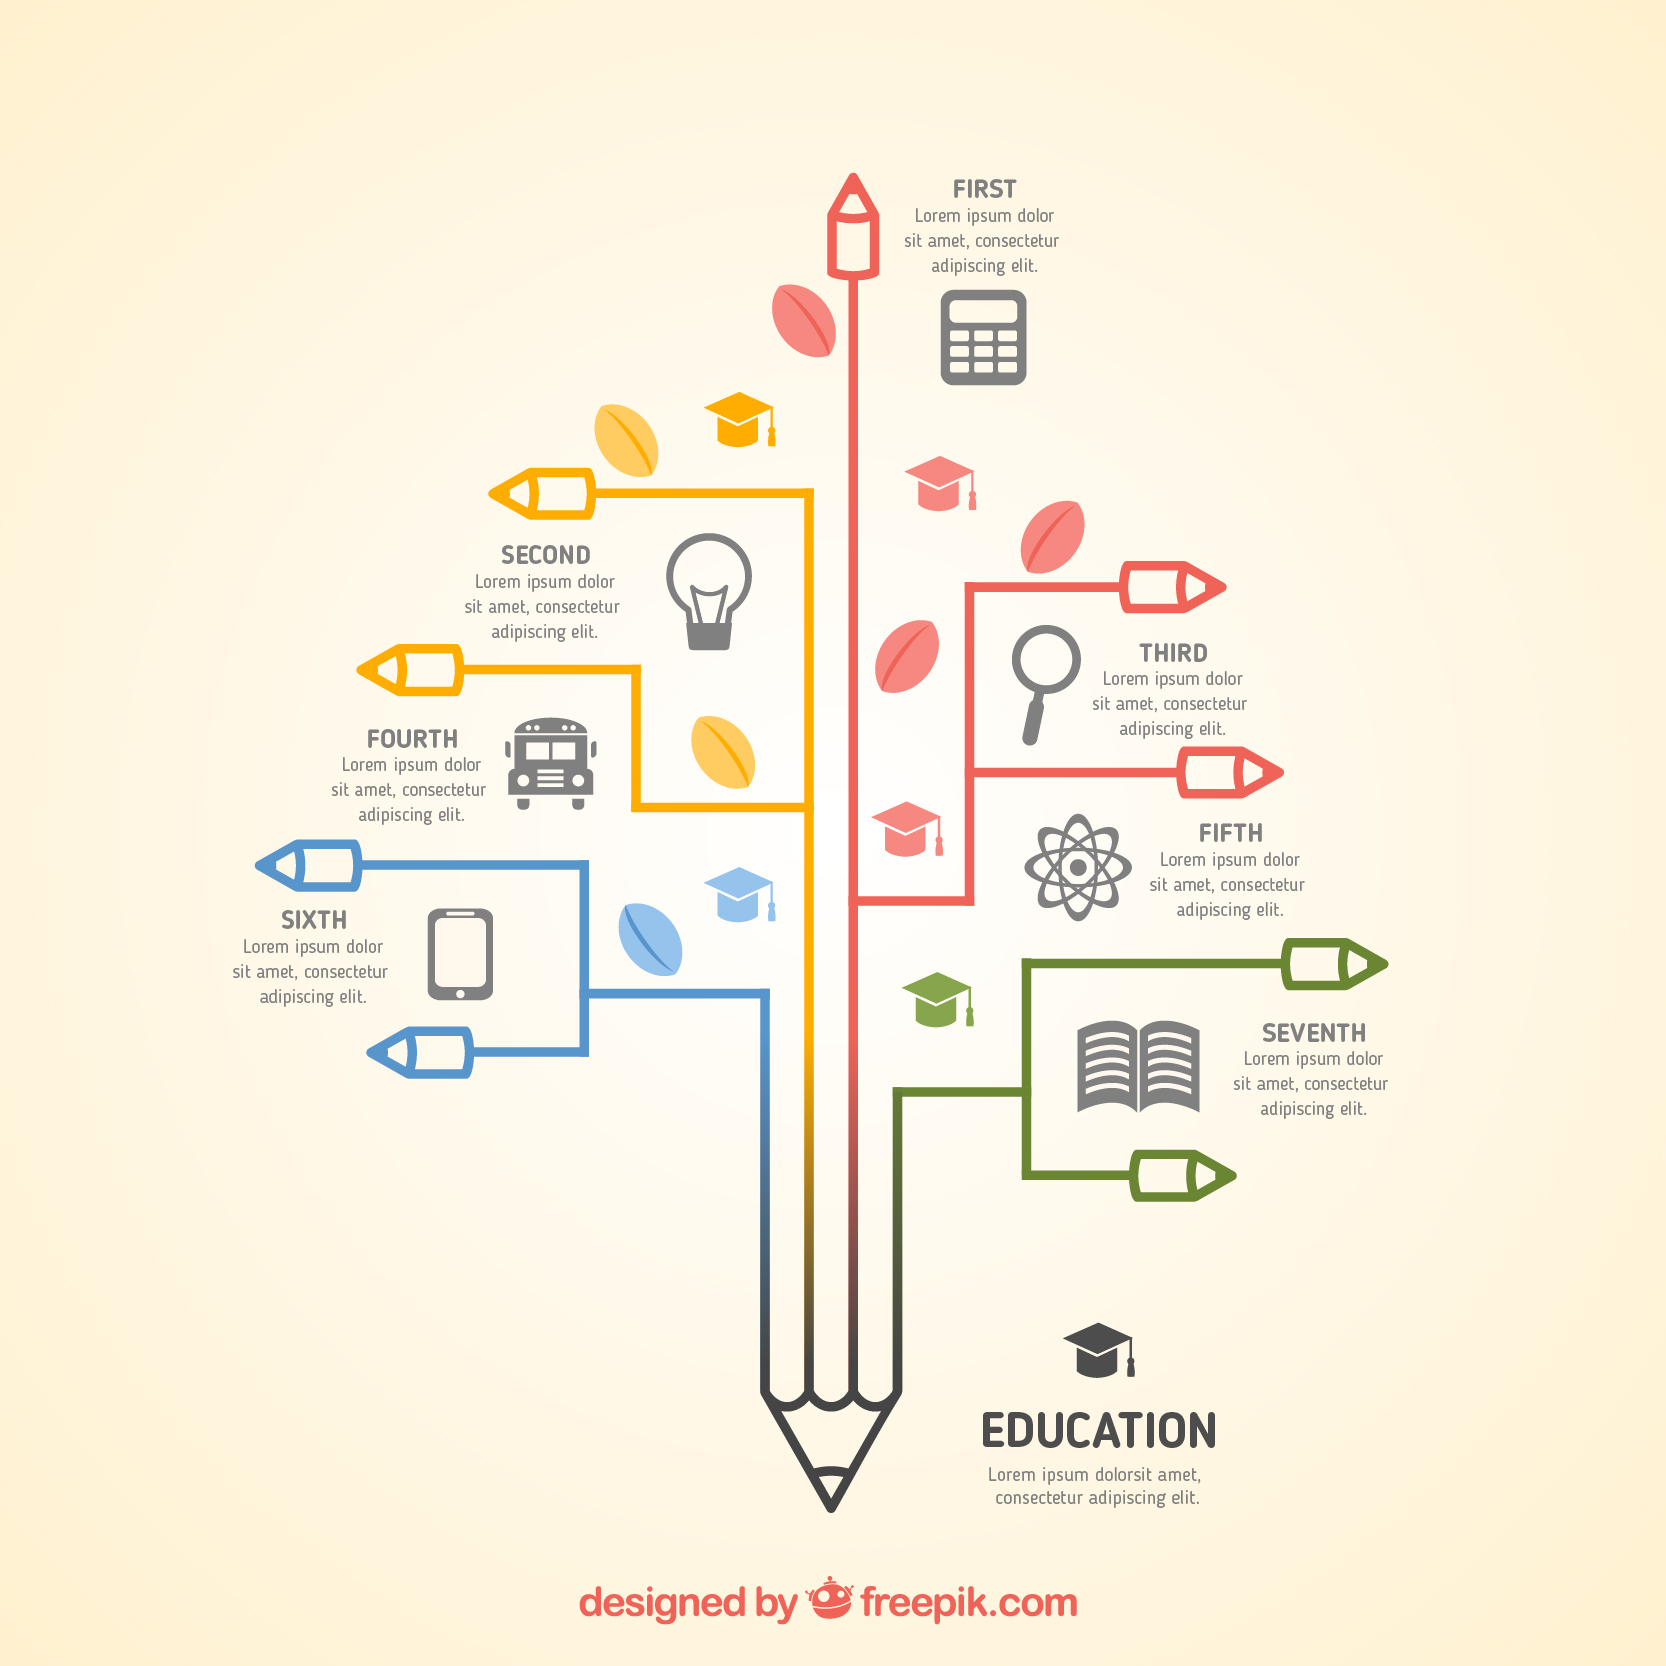 FIRST
Lorem ipsum dolor
sit amet, consectetur
adipiscing elit.
SECOND
Lorem ipsum dolor
sit amet, consectetur
adipiscing elit.
THIRD
Lorem ipsum dolor
sit amet, consectetur
adipiscing elit.
FOURTH
Lorem ipsum dolor
sit amet, consectetur
adipiscing elit.
FIFTH
Lorem ipsum dolor
sit amet, consectetur
adipiscing elit.
SIXTH
Lorem ipsum dolor
sit amet, consectetur
adipiscing elit.
SEVENTH
Lorem ipsum dolor
sit amet, consectetur
adipiscing elit.
EDUCATION
Lorem ipsum dolorsit amet,
consectetur adipiscing elit.
designed by freepik.com